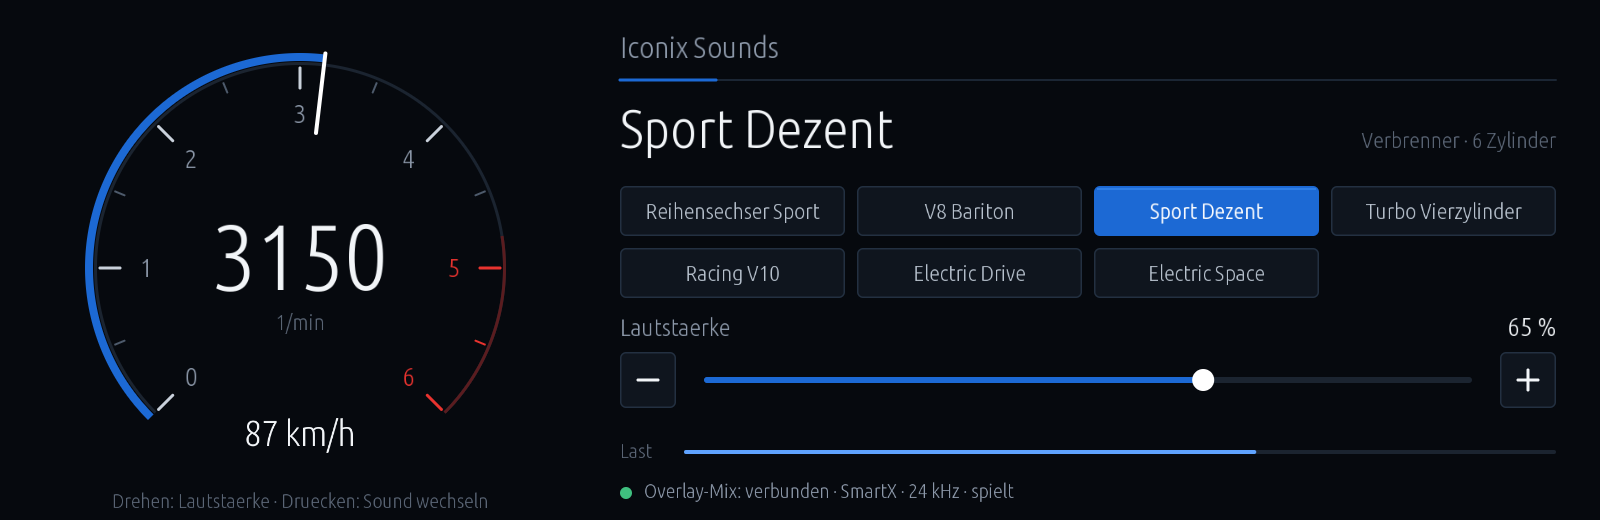 Iconix Sounds
Sport Dezent
Verbrenner · 6 Zylinder
Reihensechser Sport
V8 Bariton
Sport Dezent
Turbo Vierzylinder
Racing V10
Electric Drive
Electric Space
Lautstaerke
65 %
−
+
Last
Overlay-Mix: verbunden · SmartX · 24 kHz · spielt
0
1
2
3
4
5
6
3150
1/min
87 km/h
Drehen: Lautstaerke · Druecken: Sound wechseln